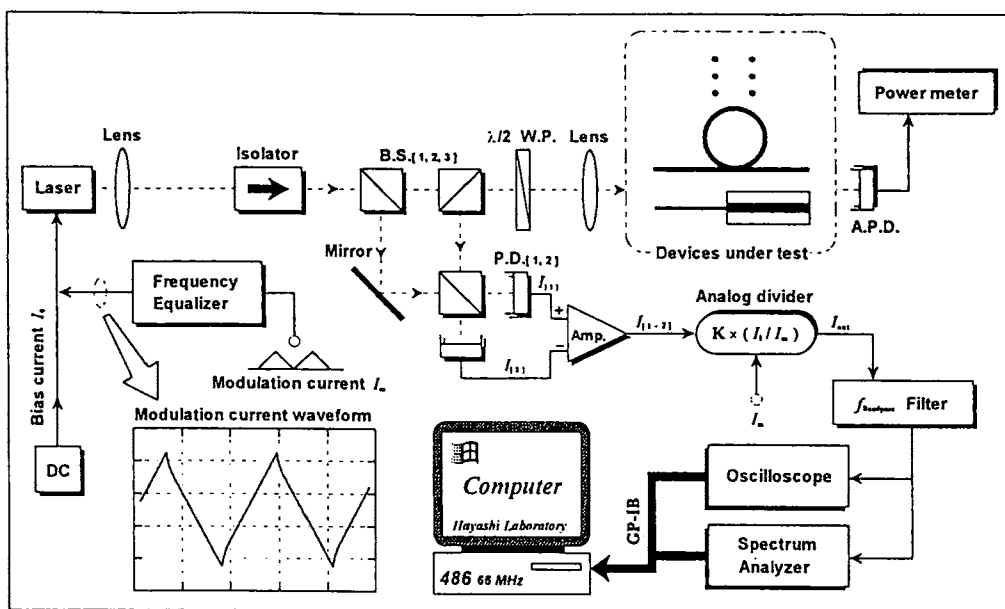 Lens
Isolator
B.S.[1, 2, 3]
λ/2 W.P.
Lens
Power meter
Laser
A.P.D.
Devices under test
Mirror
P.D.[1, 2]
Frequency
Equalizer
I[1]
+
Amp.
−
I[2]
I[1-2]
Analog divider
K × ( I₁ / Iₘ )
Iout
Iₘ
Bias current
Modulation current Iₘ
Modulation current waveform
DC
Filter
Computer
Hayashi Laboratory
486 66 MHz
GP-IB
Oscilloscope
Spectrum
Analyzer